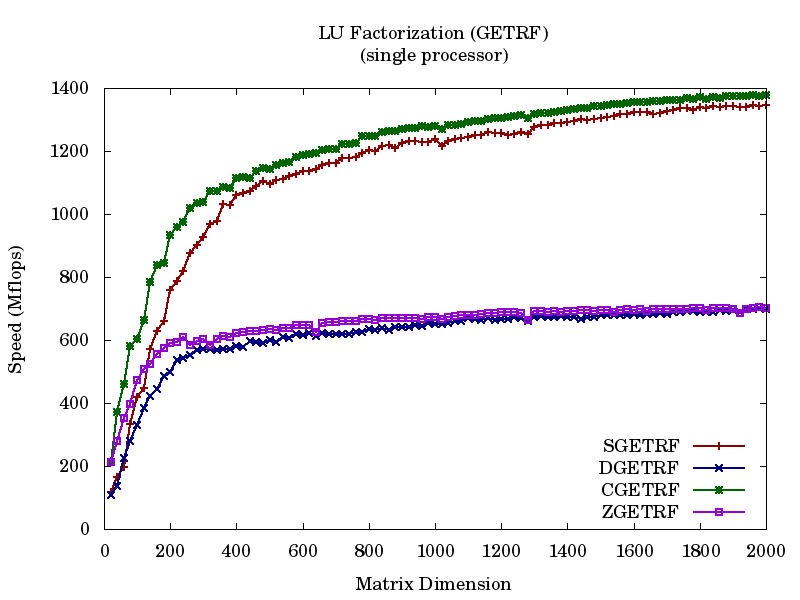 LU Factorization (GETRF)
(single processor)
Speed (Mflops)
1400
1200
1000
800
600
400
200
0
SGETRF
DGETRF
CGETRF
ZGETRF
0 200 400 600 800 1000 1200 1400 1600 1800 2000
Matrix Dimension